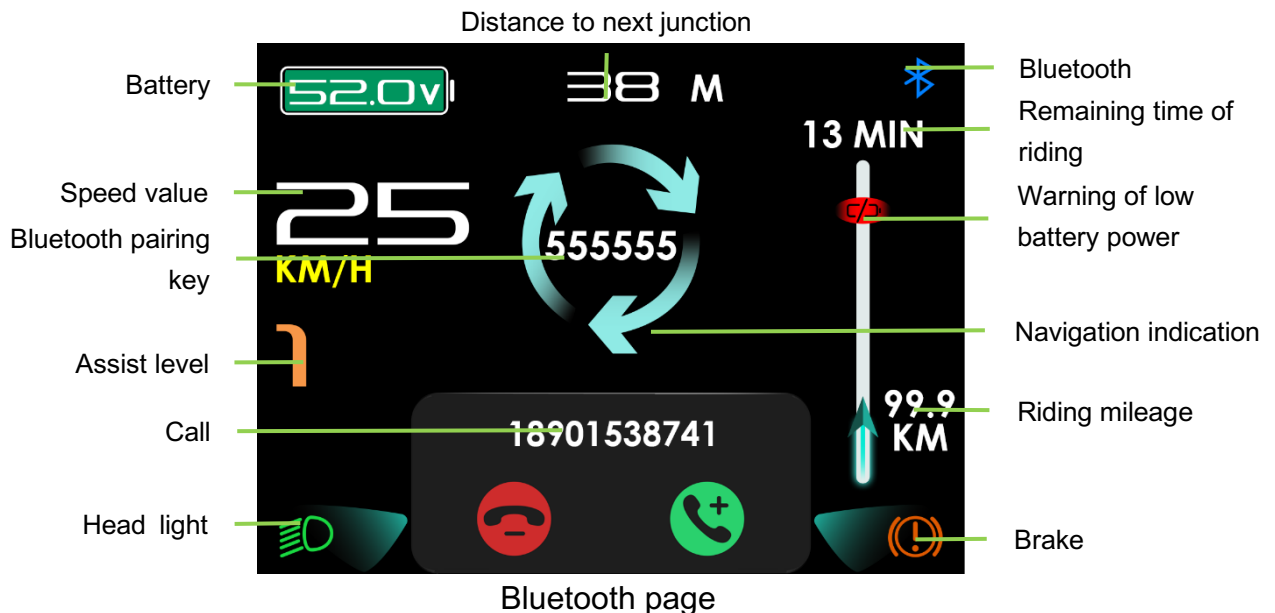 Distance to next junction
Battery
52.0V
38 M
Bluetooth
13 MIN
Remaining time of
riding
Speed value
25
KM/H
Warning of low
battery power
Bluetooth pairing
key
555555
Navigation indication
Assist level
1
99.9
KM
Riding mileage
Call
18901538741
Head light
Brake
Bluetooth page